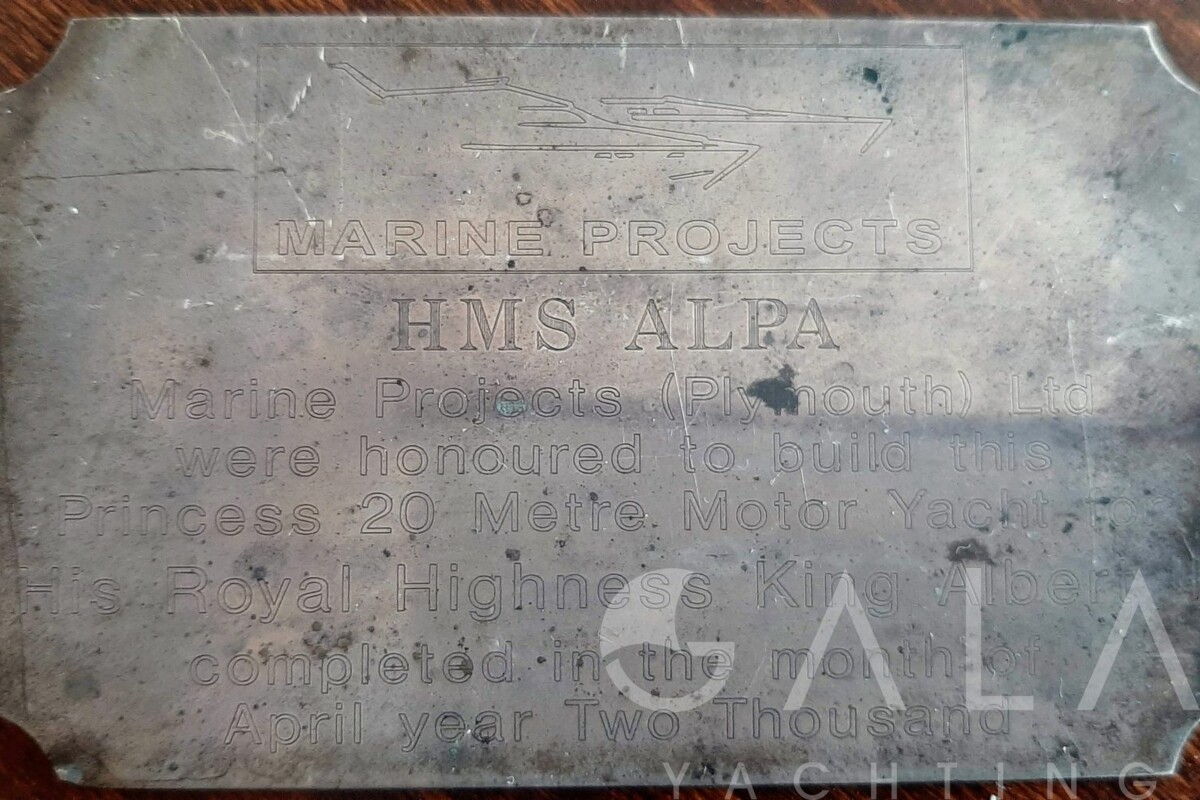 MARINE PROJECTS
HMS ALPA
Marine Projects (Plymouth) Ltd
were honoured to build this
Princess 20 Metre Motor Yacht for
His Royal Highness King Albert
completed in the month of
April year Two Thousand
GALA
YACHTING